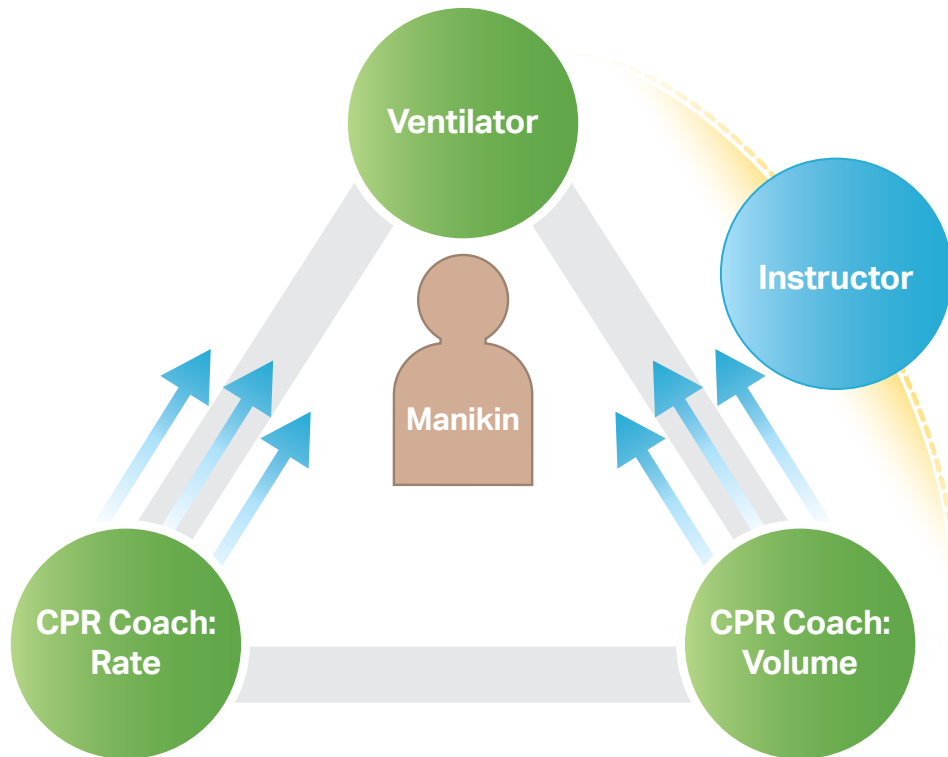 Ventilator
Instructor
Manikin
CPR Coach:
Rate
CPR Coach:
Volume